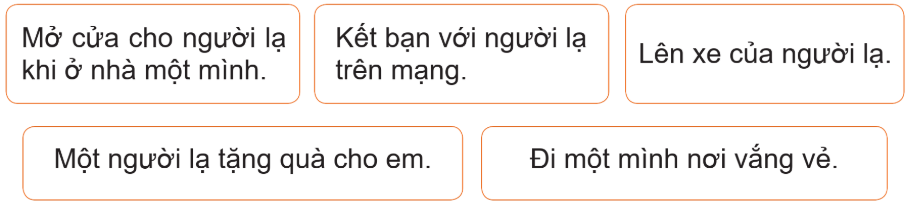 Mở cửa cho người lạ
khi ở nhà một mình.
Kết bạn với người lạ
trên mạng.
Lên xe của người lạ.
Một người lạ tặng quà cho em.
Đi một mình nơi vắng vẻ.